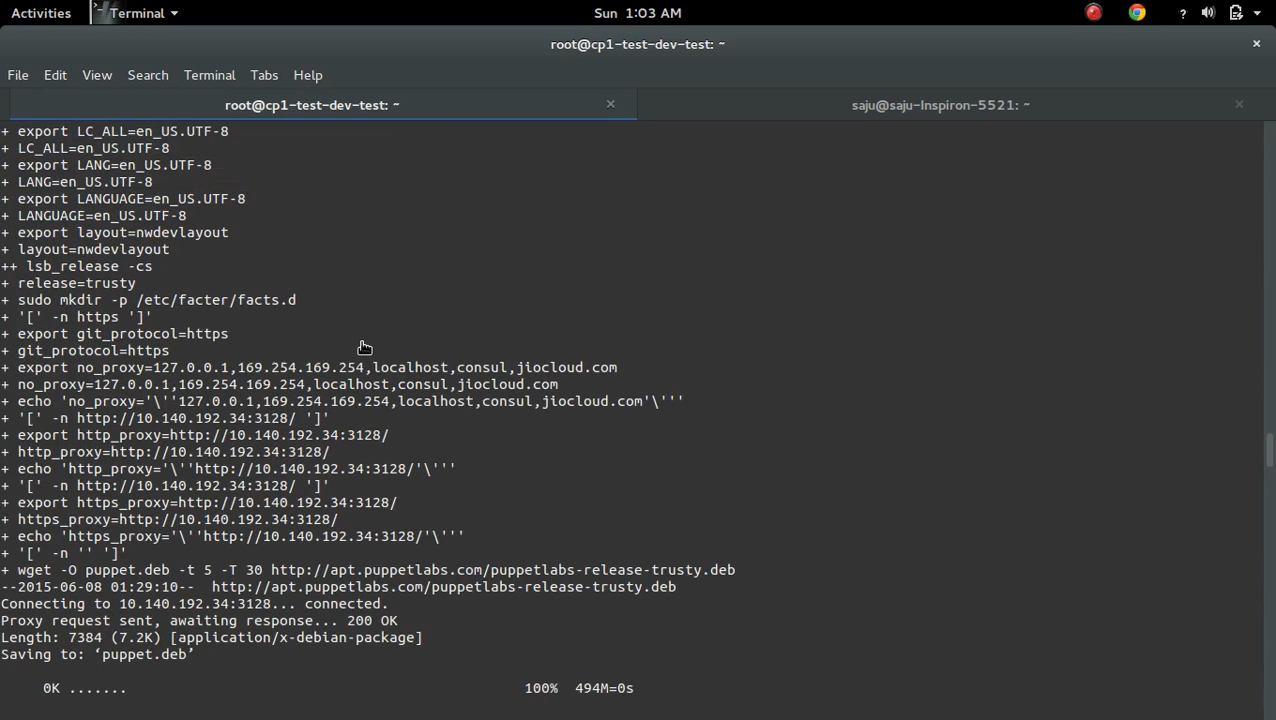 Activities Terminal Sun 1:03 AM ?
root@cp1-test-dev-test: ~ ×
File Edit View Search Terminal Tabs Help
root@cp1-test-dev-test: ~ × saju@saju-Inspiron-5521: ~ ×
+ export LC_ALL=en_US.UTF-8
+ LC_ALL=en_US.UTF-8
+ export LANG=en_US.UTF-8
+ LANG=en_US.UTF-8
+ export LANGUAGE=en_US.UTF-8
+ LANGUAGE=en_US.UTF-8
+ export layout=nwdevlayout
+ layout=nwdevlayout
++ lsb_release -cs
+ release=trusty
+ sudo mkdir -p /etc/facter/facts.d
+ '[' -n https ']'
+ export git_protocol=https
+ git_protocol=https
+ export no_proxy=127.0.0.1,169.254.169.254,localhost,consul,jiocloud.com
+ no_proxy=127.0.0.1,169.254.169.254,localhost,consul,jiocloud.com
+ echo 'no_proxy='\''127.0.0.1,169.254.169.254,localhost,consul,jiocloud.com'\'''
+ '[' -n http://10.140.192.34:3128/ ']'
+ export http_proxy=http://10.140.192.34:3128/
+ http_proxy=http://10.140.192.34:3128/
+ echo 'http_proxy='\''http://10.140.192.34:3128/'\'''
+ '[' -n http://10.140.192.34:3128/ ']'
+ export https_proxy=http://10.140.192.34:3128/
+ https_proxy=http://10.140.192.34:3128/
+ echo 'https_proxy='\''http://10.140.192.34:3128/'\'''
+ '[' -n '' ']'
+ wget -O puppet.deb -t 5 -T 30 http://apt.puppetlabs.com/puppetlabs-release-trusty.deb
--2015-06-08 01:29:10-- http://apt.puppetlabs.com/puppetlabs-release-trusty.deb
Connecting to 10.140.192.34:3128... connected.
Proxy request sent, awaiting response... 200 OK
Length: 7384 (7.2K) [application/x-debian-package]
Saving to: ‘puppet.deb’
0K ....... 100% 494M=0s